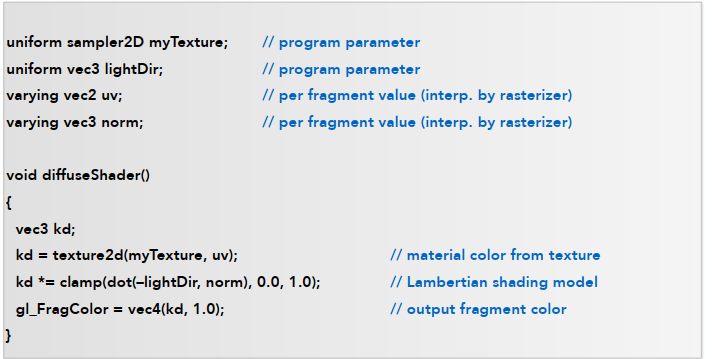 uniform sampler2D myTexture; // program parameter
uniform vec3 lightDir; // program parameter
varying vec2 uv; // per fragment value (interp. by rasterizer)
varying vec3 norm; // per fragment value (interp. by rasterizer)
void diffuseShader()
{
vec3 kd;
kd = texture2d(myTexture, uv); // material color from texture
kd *= clamp(dot(–lightDir, norm), 0.0, 1.0); // Lambertian shading model
gl_FragColor = vec4(kd, 1.0); // output fragment color
}